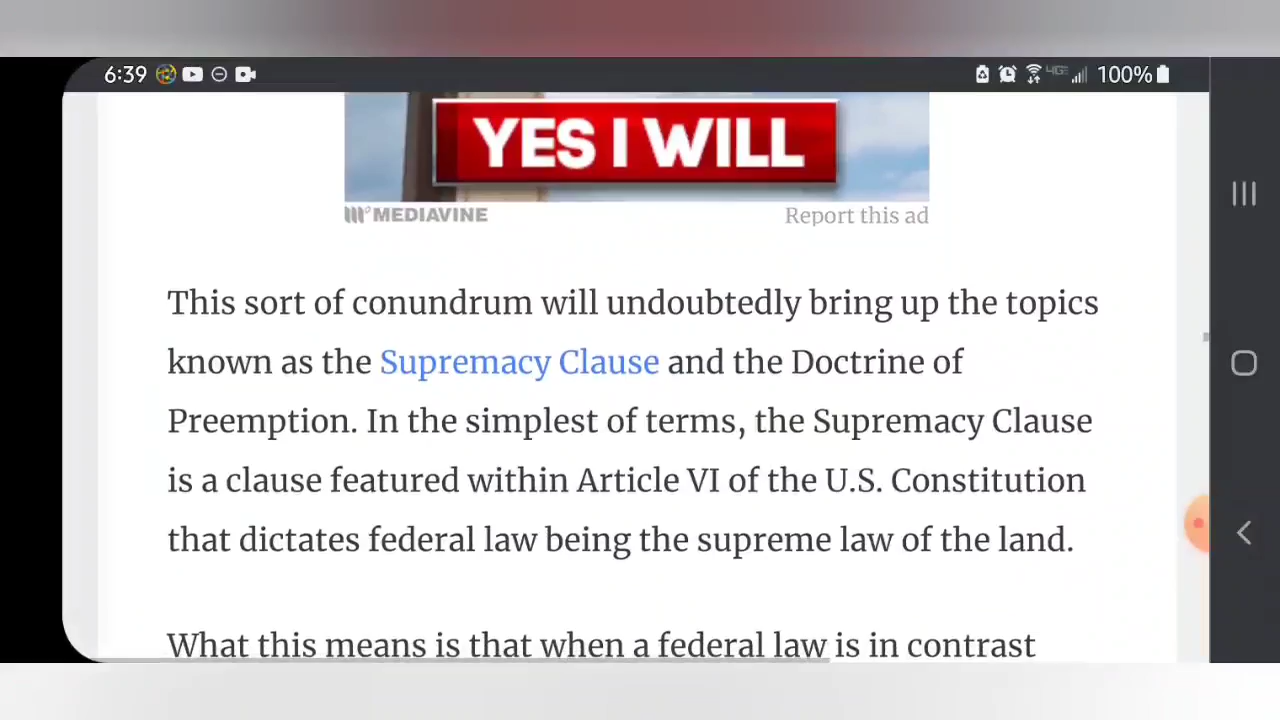 6:39 4GE 100%
YES I WILL
MEDIAVINE Report this ad
This sort of conundrum will undoubtedly bring up the topics
known as the Supremacy Clause and the Doctrine of
Preemption. In the simplest of terms, the Supremacy Clause
is a clause featured within Article VI of the U.S. Constitution
that dictates federal law being the supreme law of the land.
What this means is that when a federal law is in contrast